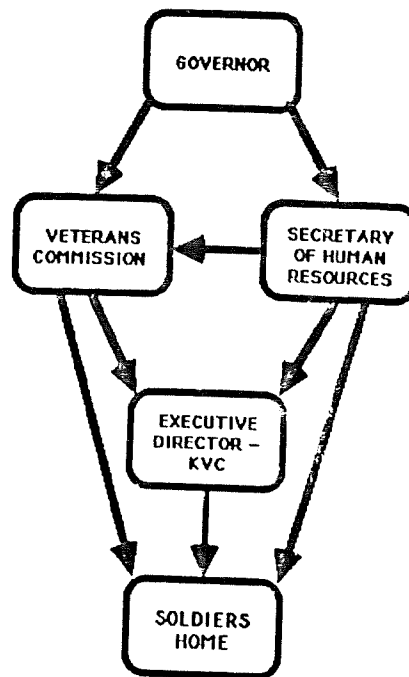 GOVERNOR
VETERANS
COMMISSION
SECRETARY
OF HUMAN
RESOURCES
EXECUTIVE
DIRECTOR –
KVC
SOLDIERS
HOME